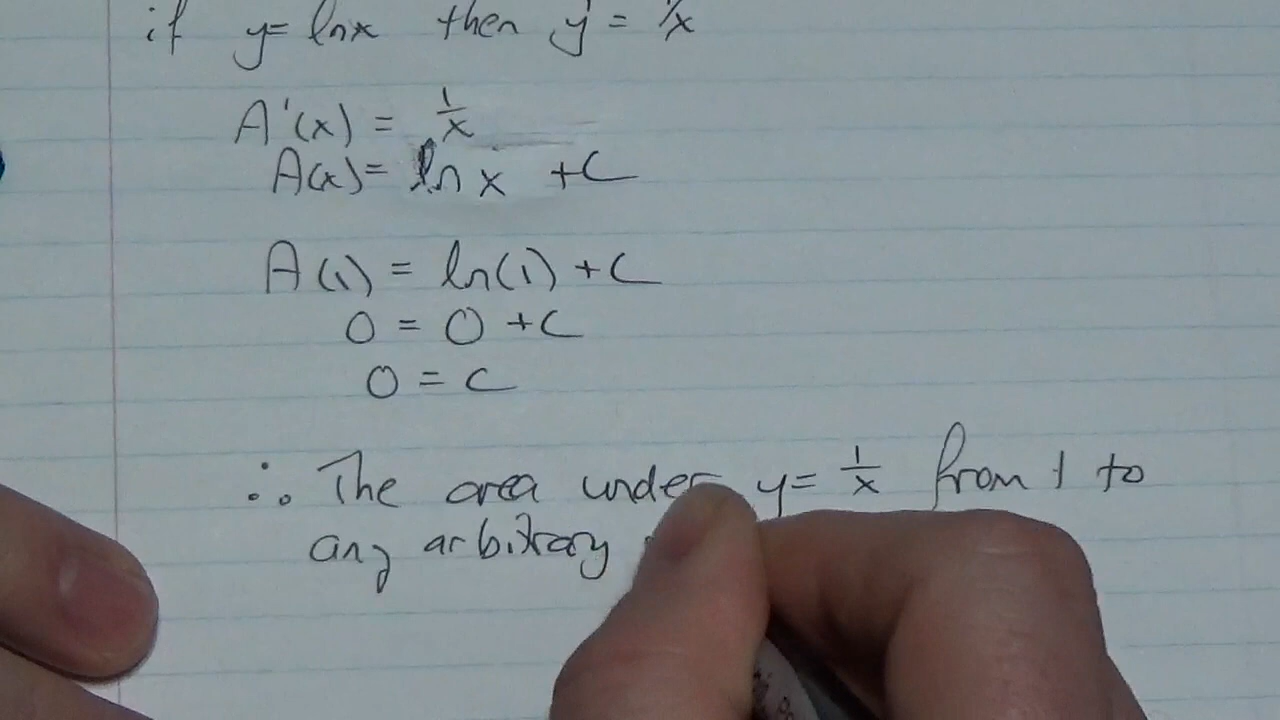 if y= lnx then y' = 1/x
A'(x) = 1/x
A(x)= ln x +C
A(1) = ln(1) +C
0 = 0 +C
0 = C
∴ The area under y= 1/x from 1 to
any arbitrary